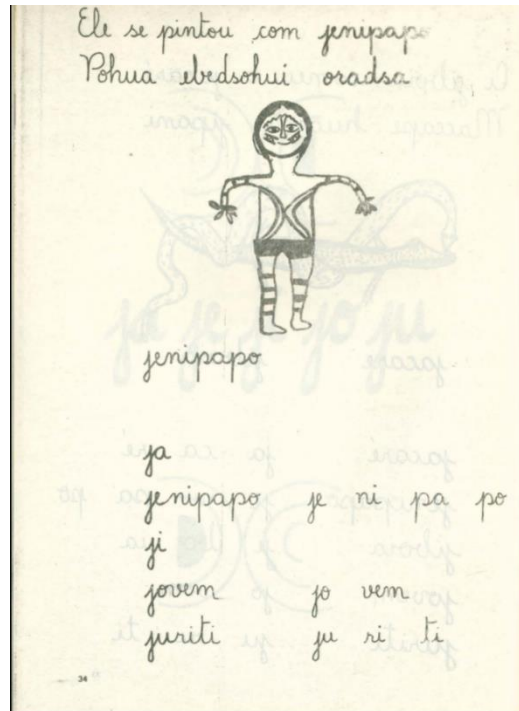 Ele se pintou com jenipapo
Pohua ebedsohui oradsa
jenipapo
ja
jenipapo je ni pa po
ji
jovem jo vem
juriti ju ri ti
34